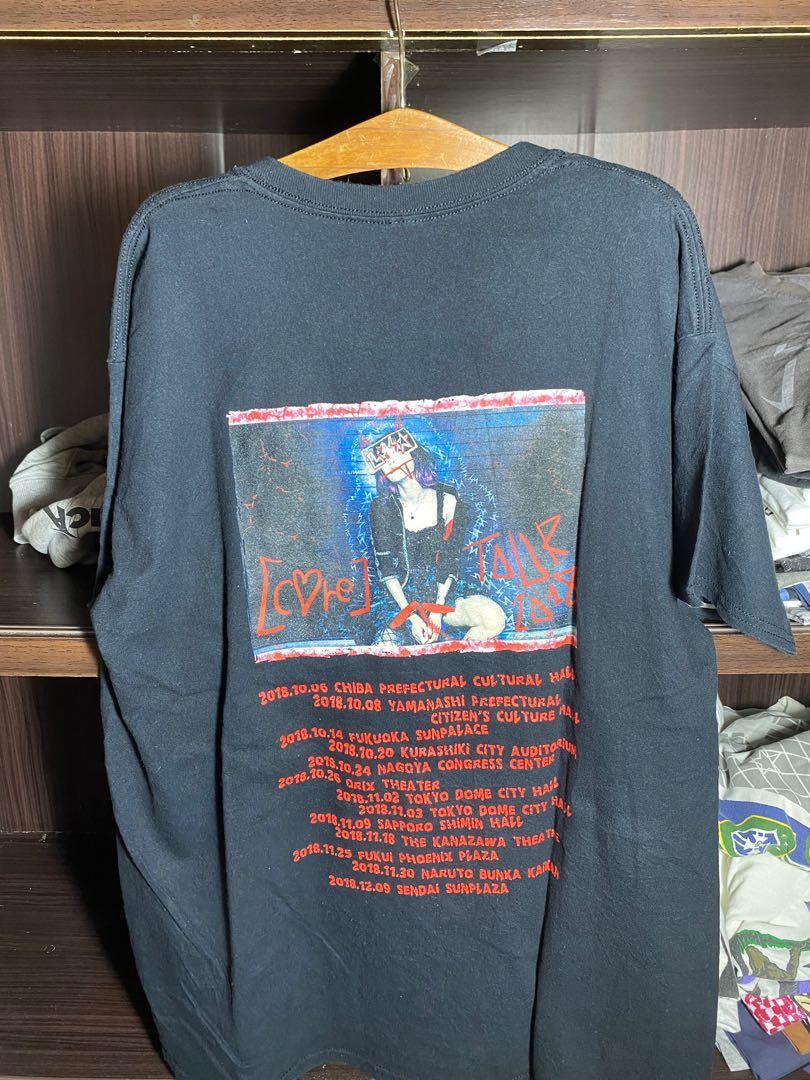 LiSA
[c♥re]
TOUR
2018
2018.10.06 CHIBA PREFECTURAL CULTURAL HALL
2018.10.08 YAMANASHI PREFECTURAL
CITIZEN'S CULTURE HALL
2018.10.14 FUKUOKA SUNPALACE
2018.10.20 KURASHIKI CITY AUDITORIUM
2018.10.24 NAGOYA CONGRESS CENTER
2018.10.26 ORIX THEATER
2018.11.02 TOKYO DOME CITY HALL
2018.11.03 TOKYO DOME CITY HALL
2018.11.09 SAPPORO SHIMIN HALL
2018.11.18 THE KANAZAWA THEATRE
2018.11.25 FUKUI PHOENIX PLAZA
2018.11.30 NARUTO BUNKA KAIKAN
2018.12.09 SENDAI SUNPLAZA